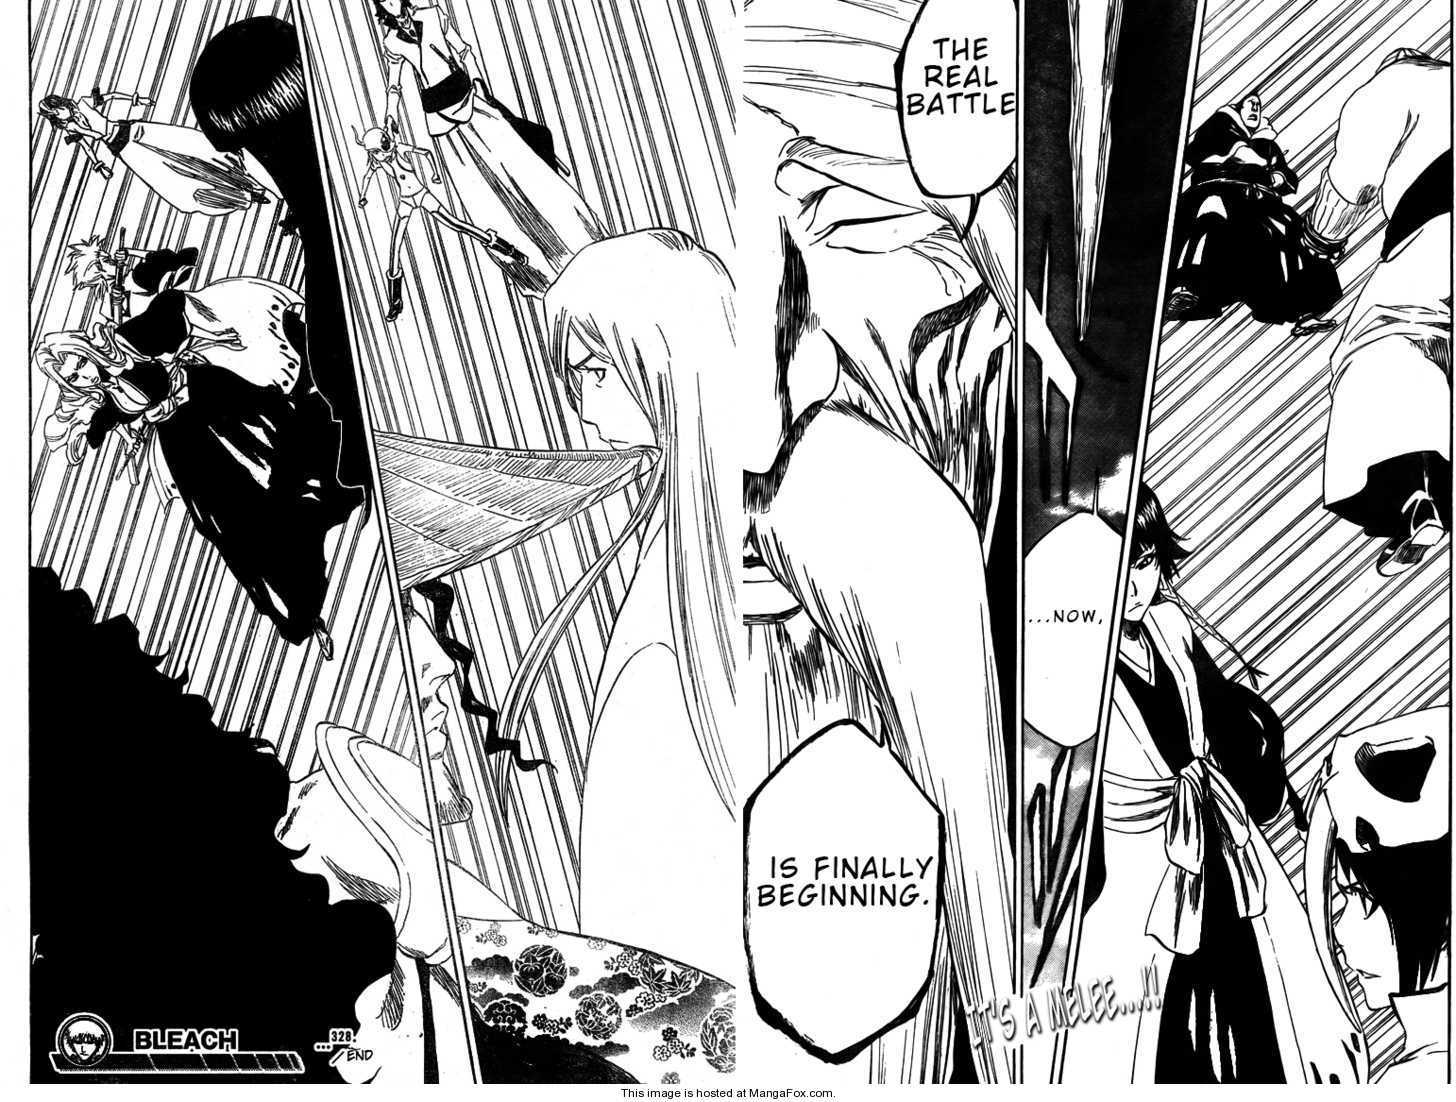 THE
REAL
BATTLE
...NOW,
IS FINALLY
BEGINNING.
IT'S A MELEE....!!
BLEACH
...328.
END
This image is hosted at MangaFox.com.